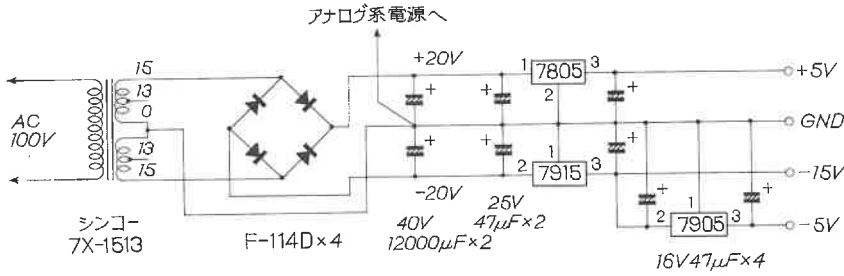 アナログ系電源へ
15
13
0
13
15
AC
100V
シンコー
7X-1513
F-114D×4
+20V
-20V
+
+
+
+
40V
12000μF×2
25V
47μF×2
1
7805
3
2
1
2
7915
3
+
+
+
+
1
2
7905
3
16V47μF×4
+5V
GND
-15V
-5V